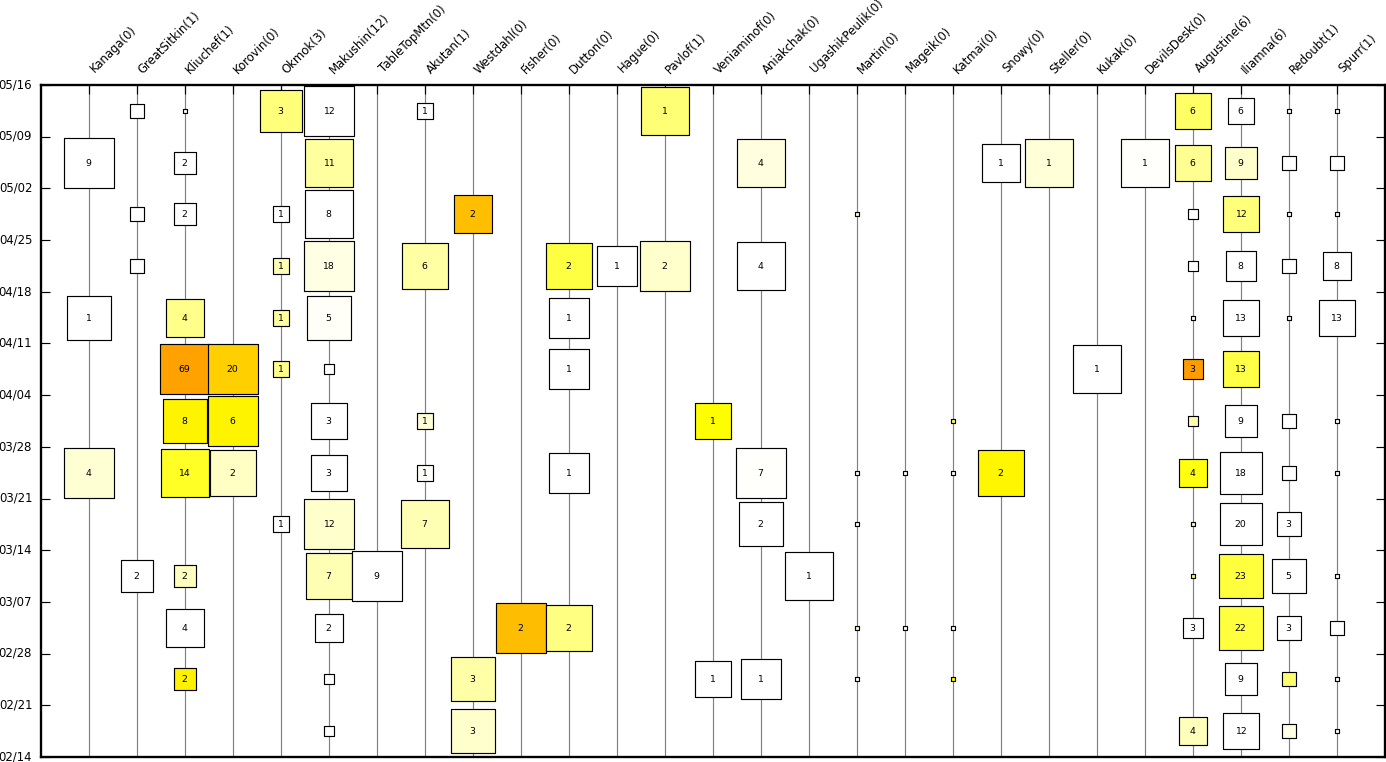 Kanaga(0) GreatSitkin(1) Kliuchef(1) Korovin(0) Okmok(3) Makushin(12) TableTopMtn(0) Akutan(1) Westdahl(0) Fisher(0) Dutton(0) Hague(0) Pavlof(1) Veniaminof(0) Aniakchak(0) UgashikPeulik(0) Martin(0) Mageik(0) Katmai(0) Snowy(0) Steller(0) Kukak(0) DevilsDesk(0) Augustine(6) Iliamna(6) Redoubt(1) Spurr(1)
05/16
3 12 1 1 6 6
05/09
9 2 11 4 1 1 1 6 9
05/02
2 1 8 2 12
04/25
1 18 6 2 1 2 4 8 8
04/18
1 4 1 5 1 13 13
04/11
69 20 1 1 1 3 13
04/04
8 6 3 1 1 9
03/28
4 14 2 3 1 1 7 2 4 18
03/21
1 12 7 2 20 3
03/14
2 2 7 9 1 23 5
03/07
4 2 2 2 3 22 3
02/28
2 3 1 1 9
02/21
3 4 12
02/14